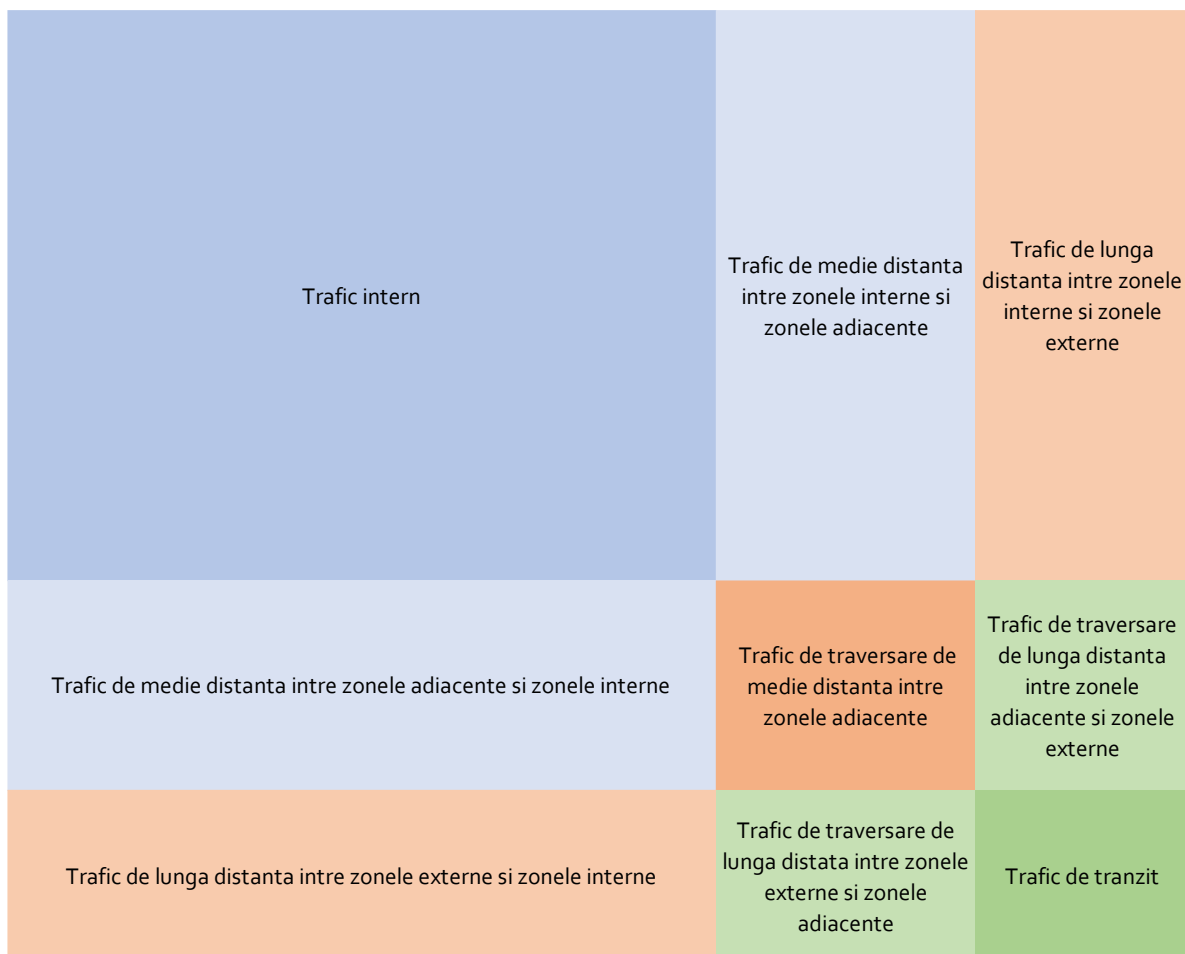 Trafic intern
Trafic de medie distanta
intre zonele interne si
zonele adiacente
Trafic de lunga
distanta intre zonele
interne si zonele
externe
Trafic de medie distanta intre zonele adiacente si zonele interne
Trafic de traversare de
medie distanta intre
zonele adiacente
Trafic de traversare
de lunga distanta
intre zonele
adiacente si zonele
externe
Trafic de lunga distanta intre zonele externe si zonele interne
Trafic de traversare de
lunga distata intre zonele
externe si zonele
adiacente
Trafic de tranzit